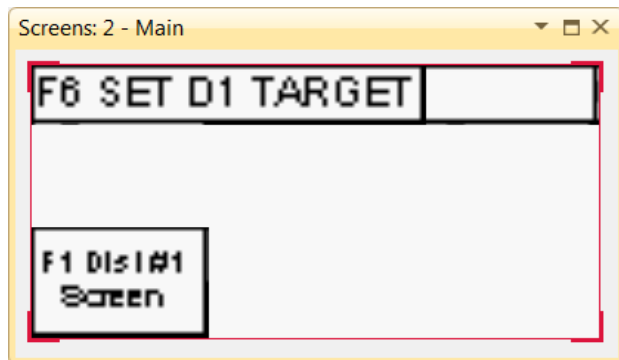 Screens: 2 - Main
F6 SET D1 TARGET
F1 Disl #1
Screen